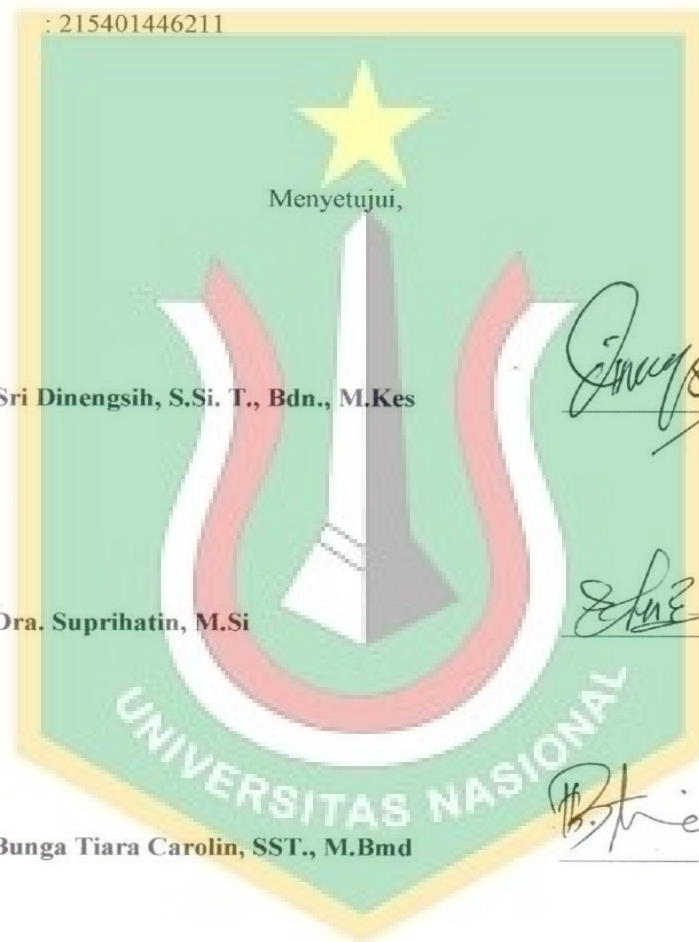 : 215401446211
Menyetujui,
Sri Dinengsih, S.Si. T., Bdn., M.Kes
Dra. Suprihatin, M.Si
UNIVERSITAS NASIONAL
Bunga Tiara Carolin, SST., M.Bmd